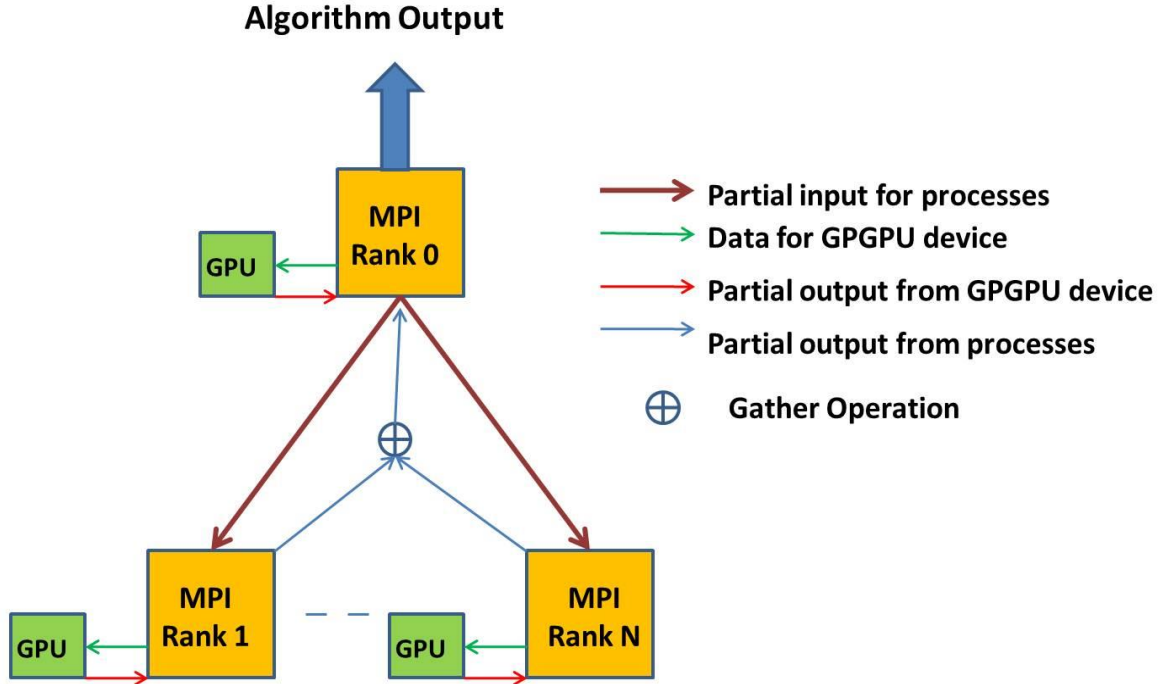 Algorithm Output
MPI
Rank 0
GPU
Partial input for processes
Data for GPGPU device
Partial output from GPGPU device
Partial output from processes
Gather Operation
MPI
Rank 1
GPU
MPI
Rank N
GPU